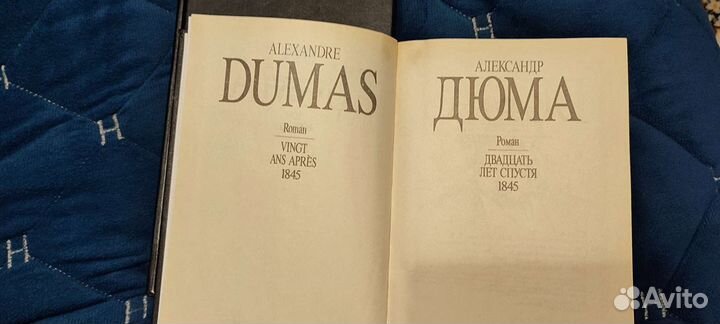 ALEXANDRE
DUMAS
Roman
VINGT
ANS APRÈS
1845
АЛЕКСАНДР
ДЮМА
Роман
ДВАДЦАТЬ
ЛЕТ СПУСТЯ
1845
H
H
H
H
H
Avito